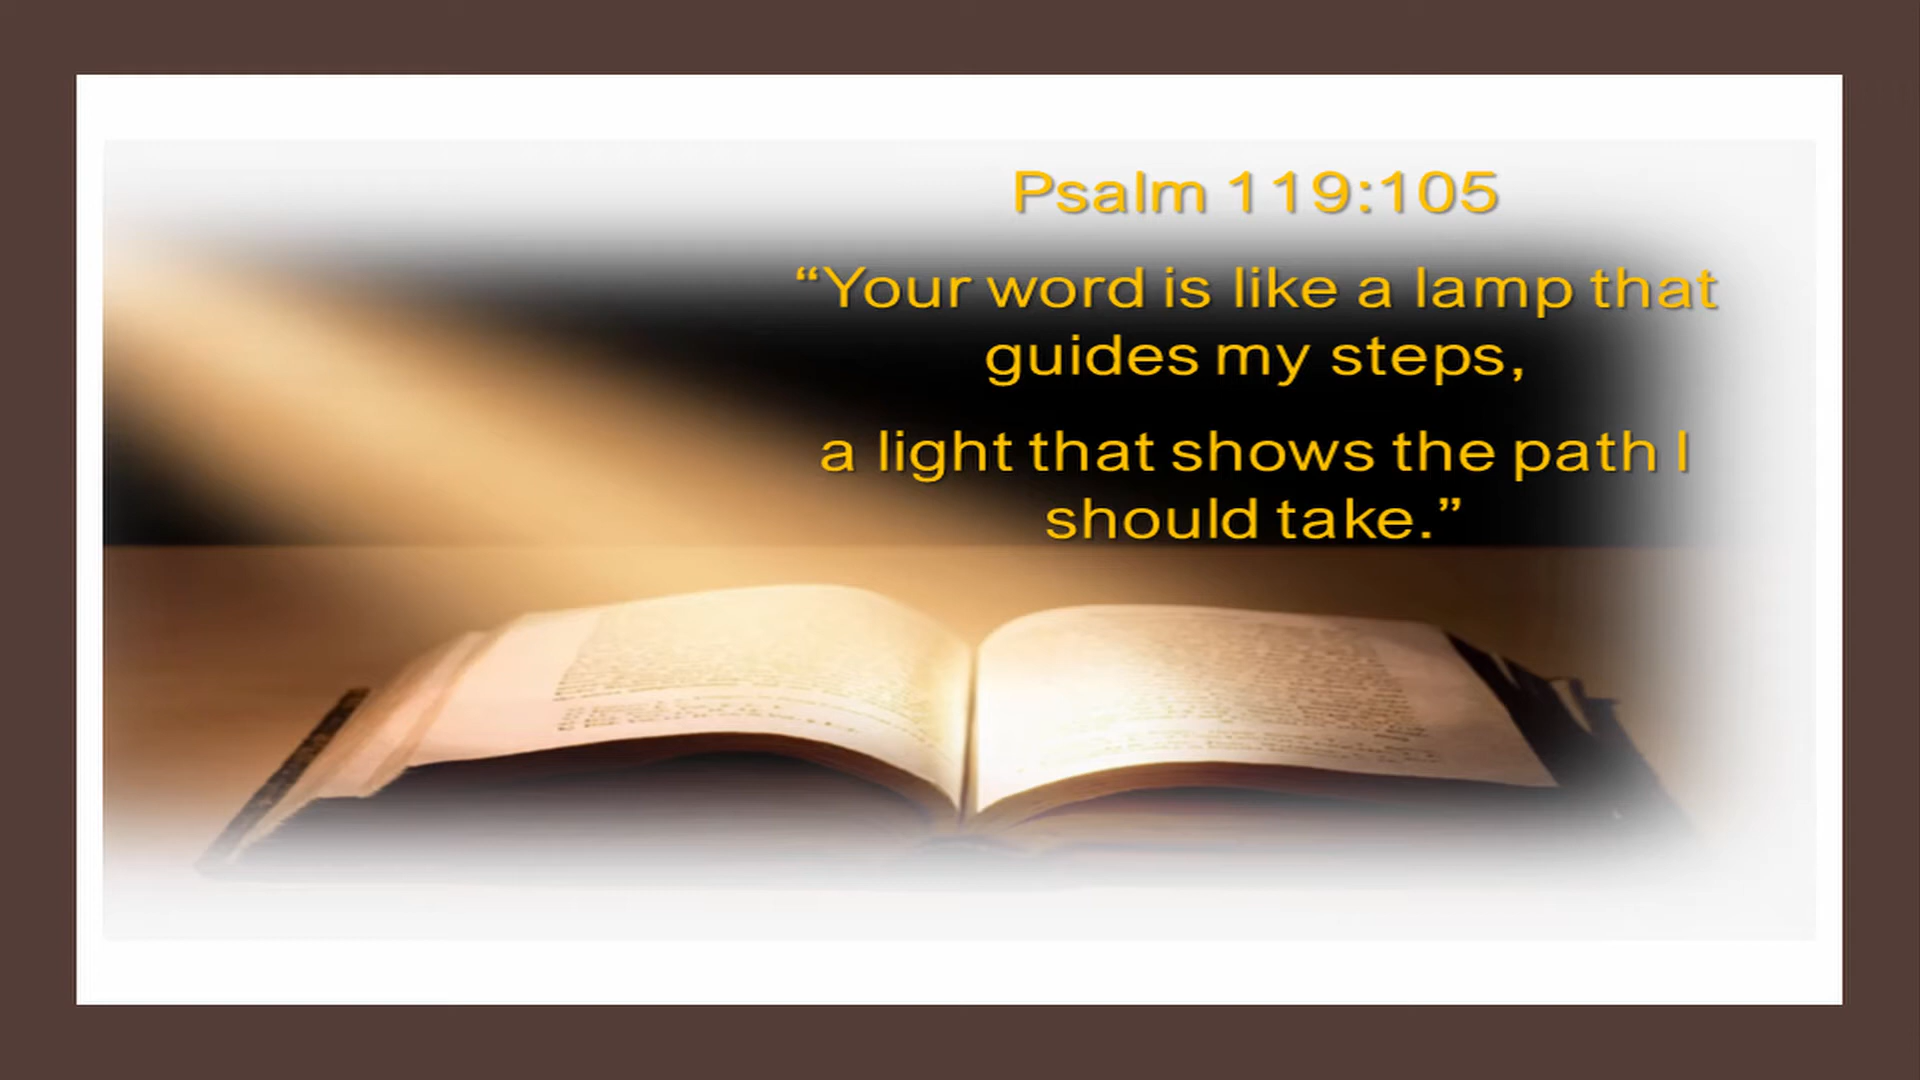 Psalm 119:105
“Your word is like a lamp that
guides my steps,
a light that shows the path I
should take.”